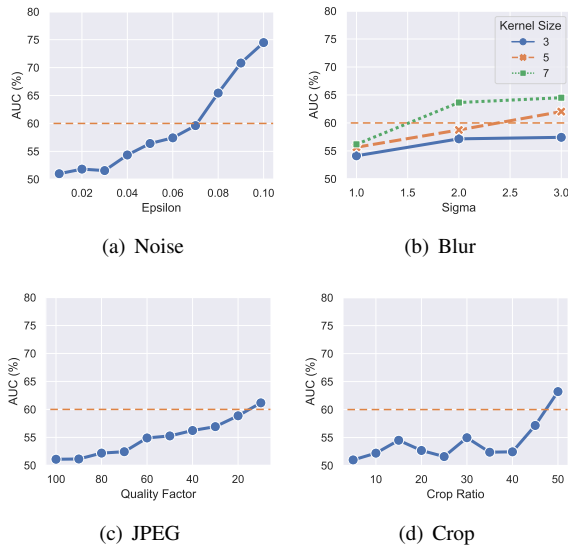 80
75
70
65
60
55
50
AUC (%)
0.02 0.04 0.06 0.08 0.10
Epsilon
(a) Noise
80
75
70
65
60
55
50
AUC (%)
Kernel Size
3
5
7
1.0 1.5 2.0 2.5 3.0
Sigma
(b) Blur
80
75
70
65
60
55
50
AUC (%)
100 80 60 40 20
Quality Factor
(c) JPEG
80
75
70
65
60
55
50
AUC (%)
10 20 30 40 50
Crop Ratio
(d) Crop